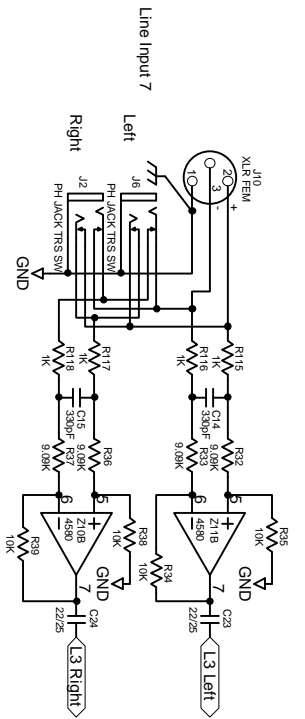 Line Input 7
Left
Right
J10
XLR FEM
2
3
1
+
-
J6
PH JACK TRS SW
J2
PH JACK TRS SW
GND
R115
1K
R116
1K
R117
1K
R118
1K
C14
330pF
C15
330pF
R32
9.09K
R33
9.09K
R36
9.09K
R37
9.09K
5
6
+
-
Z11B
4580
7
5
6
+
-
Z10B
4580
7
R35
10K
GND
R34
10K
R38
10K
GND
R39
10K
C23
22/25
C24
22/25
L3 Left
L3 Right